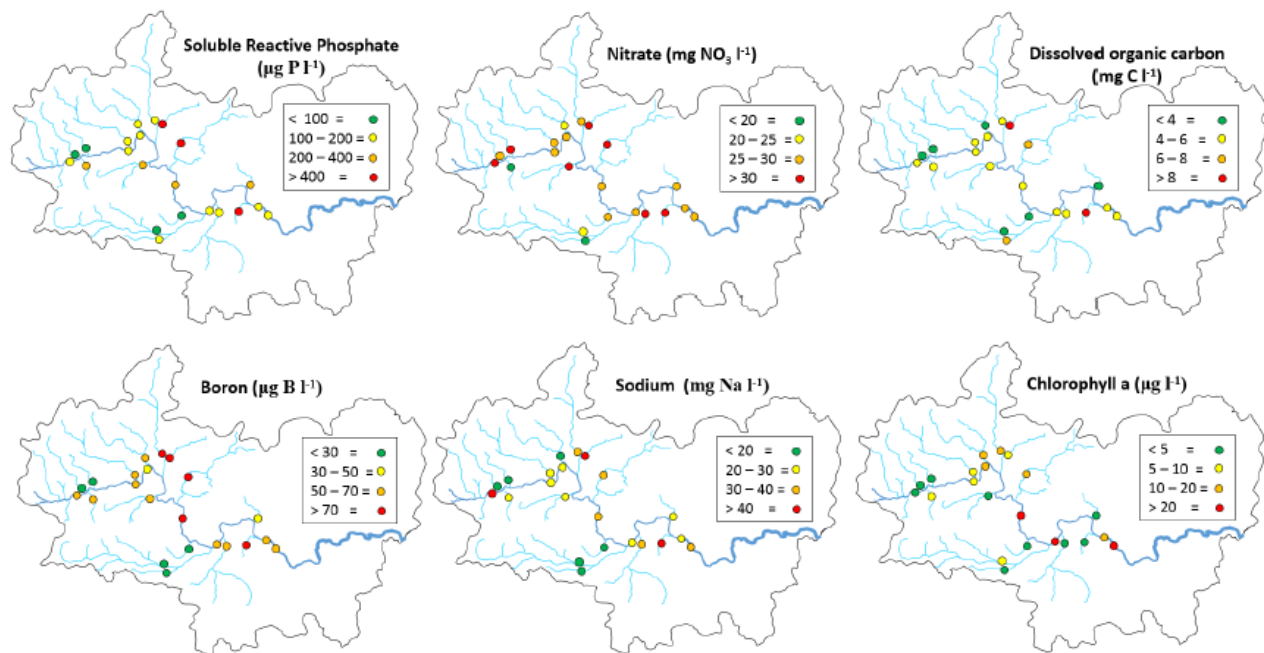 Soluble Reactive Phosphate
(µg P l⁻¹)
< 100 =
100 – 200 =
200 – 400 =
> 400 =
Nitrate (mg NO₃ l⁻¹)
< 20 =
20 – 25 =
25 – 30 =
> 30 =
Dissolved organic carbon
(mg C l⁻¹)
< 4 =
4 – 6 =
6 – 8 =
> 8 =
Boron (µg B l⁻¹)
< 30 =
30 – 50 =
50 – 70 =
> 70 =
Sodium (mg Na l⁻¹)
< 20 =
20 – 30 =
30 – 40 =
> 40 =
Chlorophyll a (µg l⁻¹)
< 5 =
5 – 10 =
10 – 20 =
> 20 =